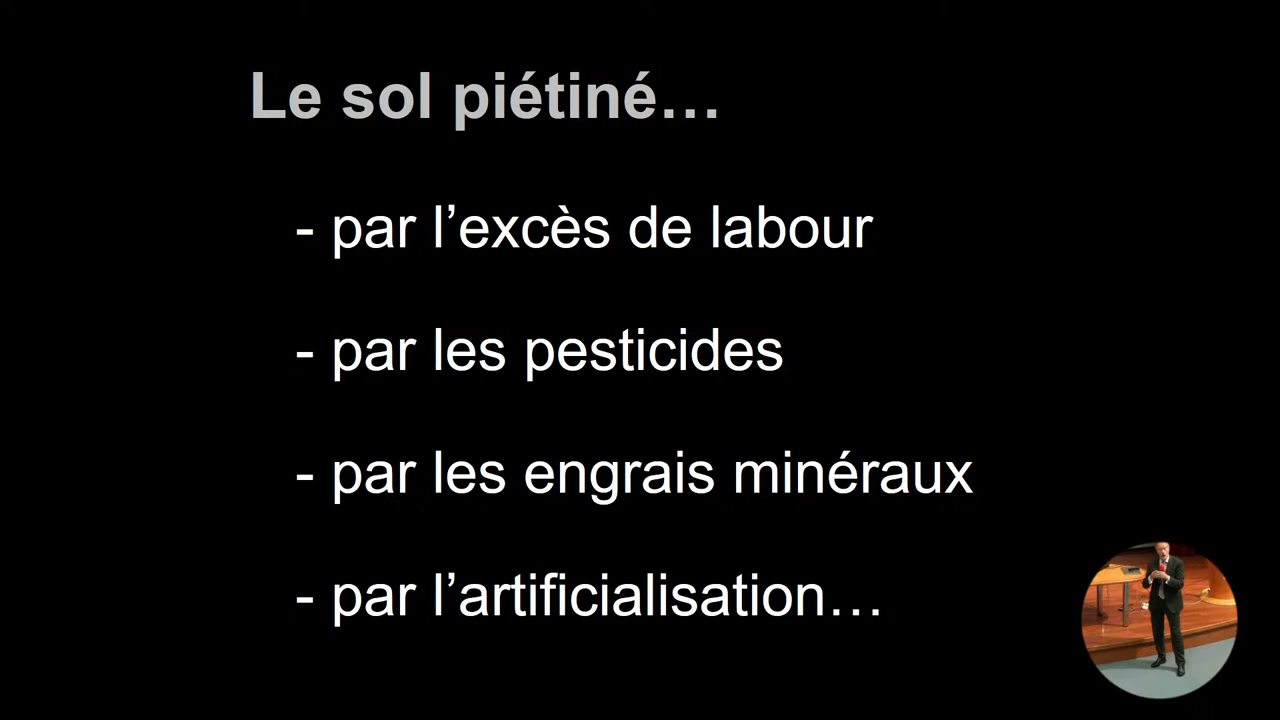 Le sol piétiné…
- par l’excès de labour
- par les pesticides
- par les engrais minéraux
- par l’artificialisation…